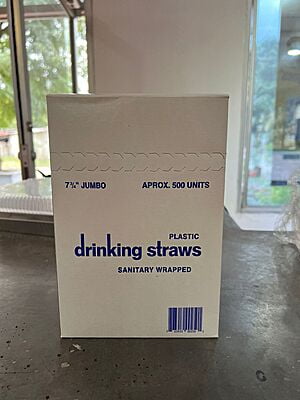 7¾" JUMBO APROX. 500 UNITS
PLASTIC
drinking straws
SANITARY WRAPPED